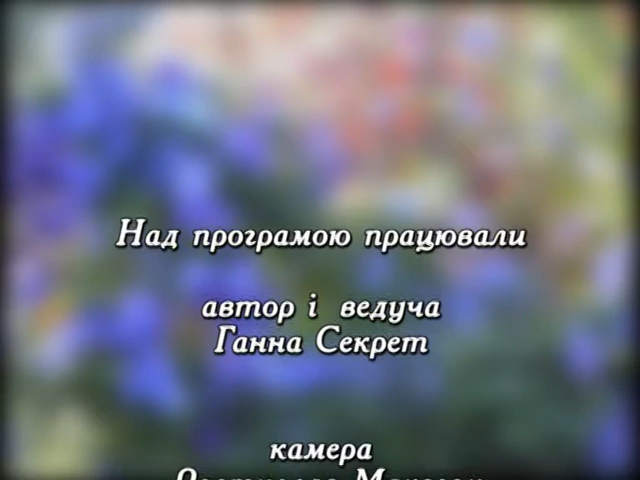 Над програмою працювали
автор і ведуча
Ганна Секрет
камера